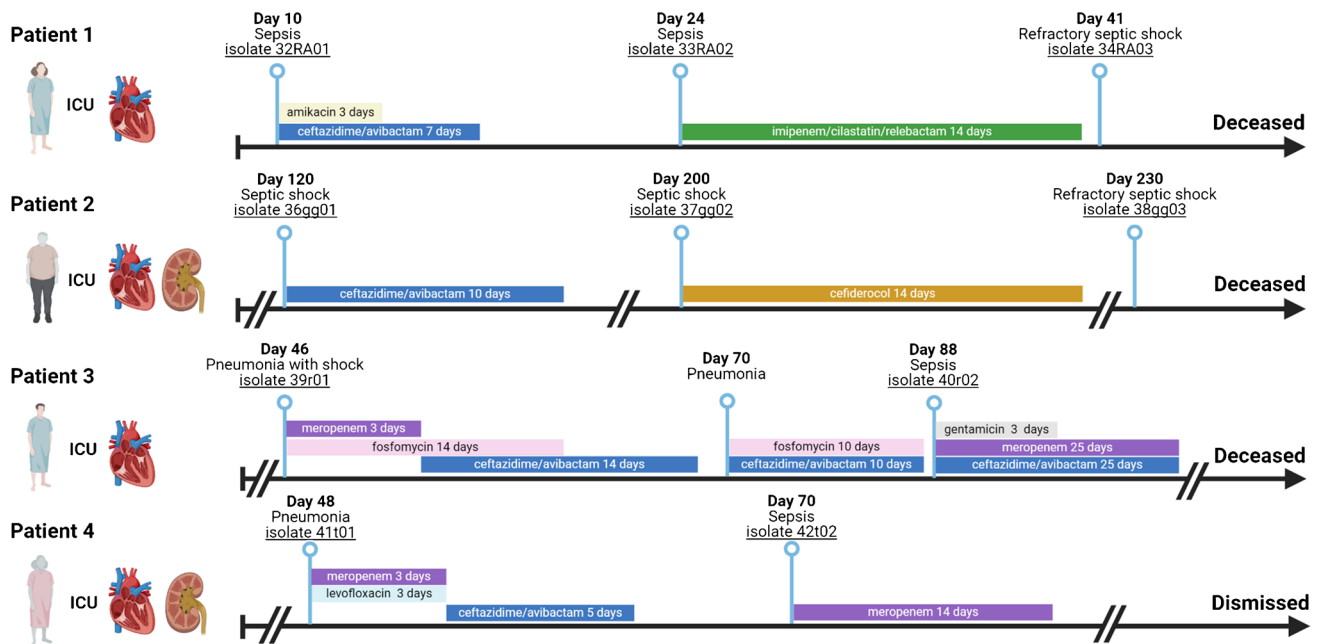 Patient 1
ICU
Day 10
Sepsis
isolate 32RA01
Day 24
Sepsis
isolate 33RA02
Day 41
Refractory septic shock
isolate 34RA03
amikacin 3 days
ceftazidime/avibactam 7 days
imipenem/cilastatin/relebactam 14 days
Deceased
Patient 2
ICU
Day 120
Septic shock
isolate 36gg01
Day 200
Septic shock
isolate 37gg02
Day 230
Refractory septic shock
isolate 38gg03
ceftazidime/avibactam 10 days
cefiderocol 14 days
Deceased
Patient 3
ICU
Day 46
Pneumonia with shock
isolate 39r01
Day 70
Pneumonia
Day 88
Sepsis
isolate 40r02
meropenem 3 days
fosfomycin 14 days
ceftazidime/avibactam 14 days
fosfomycin 10 days
ceftazidime/avibactam 10 days
gentamicin 3 days
meropenem 25 days
ceftazidime/avibactam 25 days
Deceased
Patient 4
ICU
Day 48
Pneumonia
isolate 41t01
Day 70
Sepsis
isolate 42t02
meropenem 3 days
levofloxacin 3 days
ceftazidime/avibactam 5 days
meropenem 14 days
Dismissed